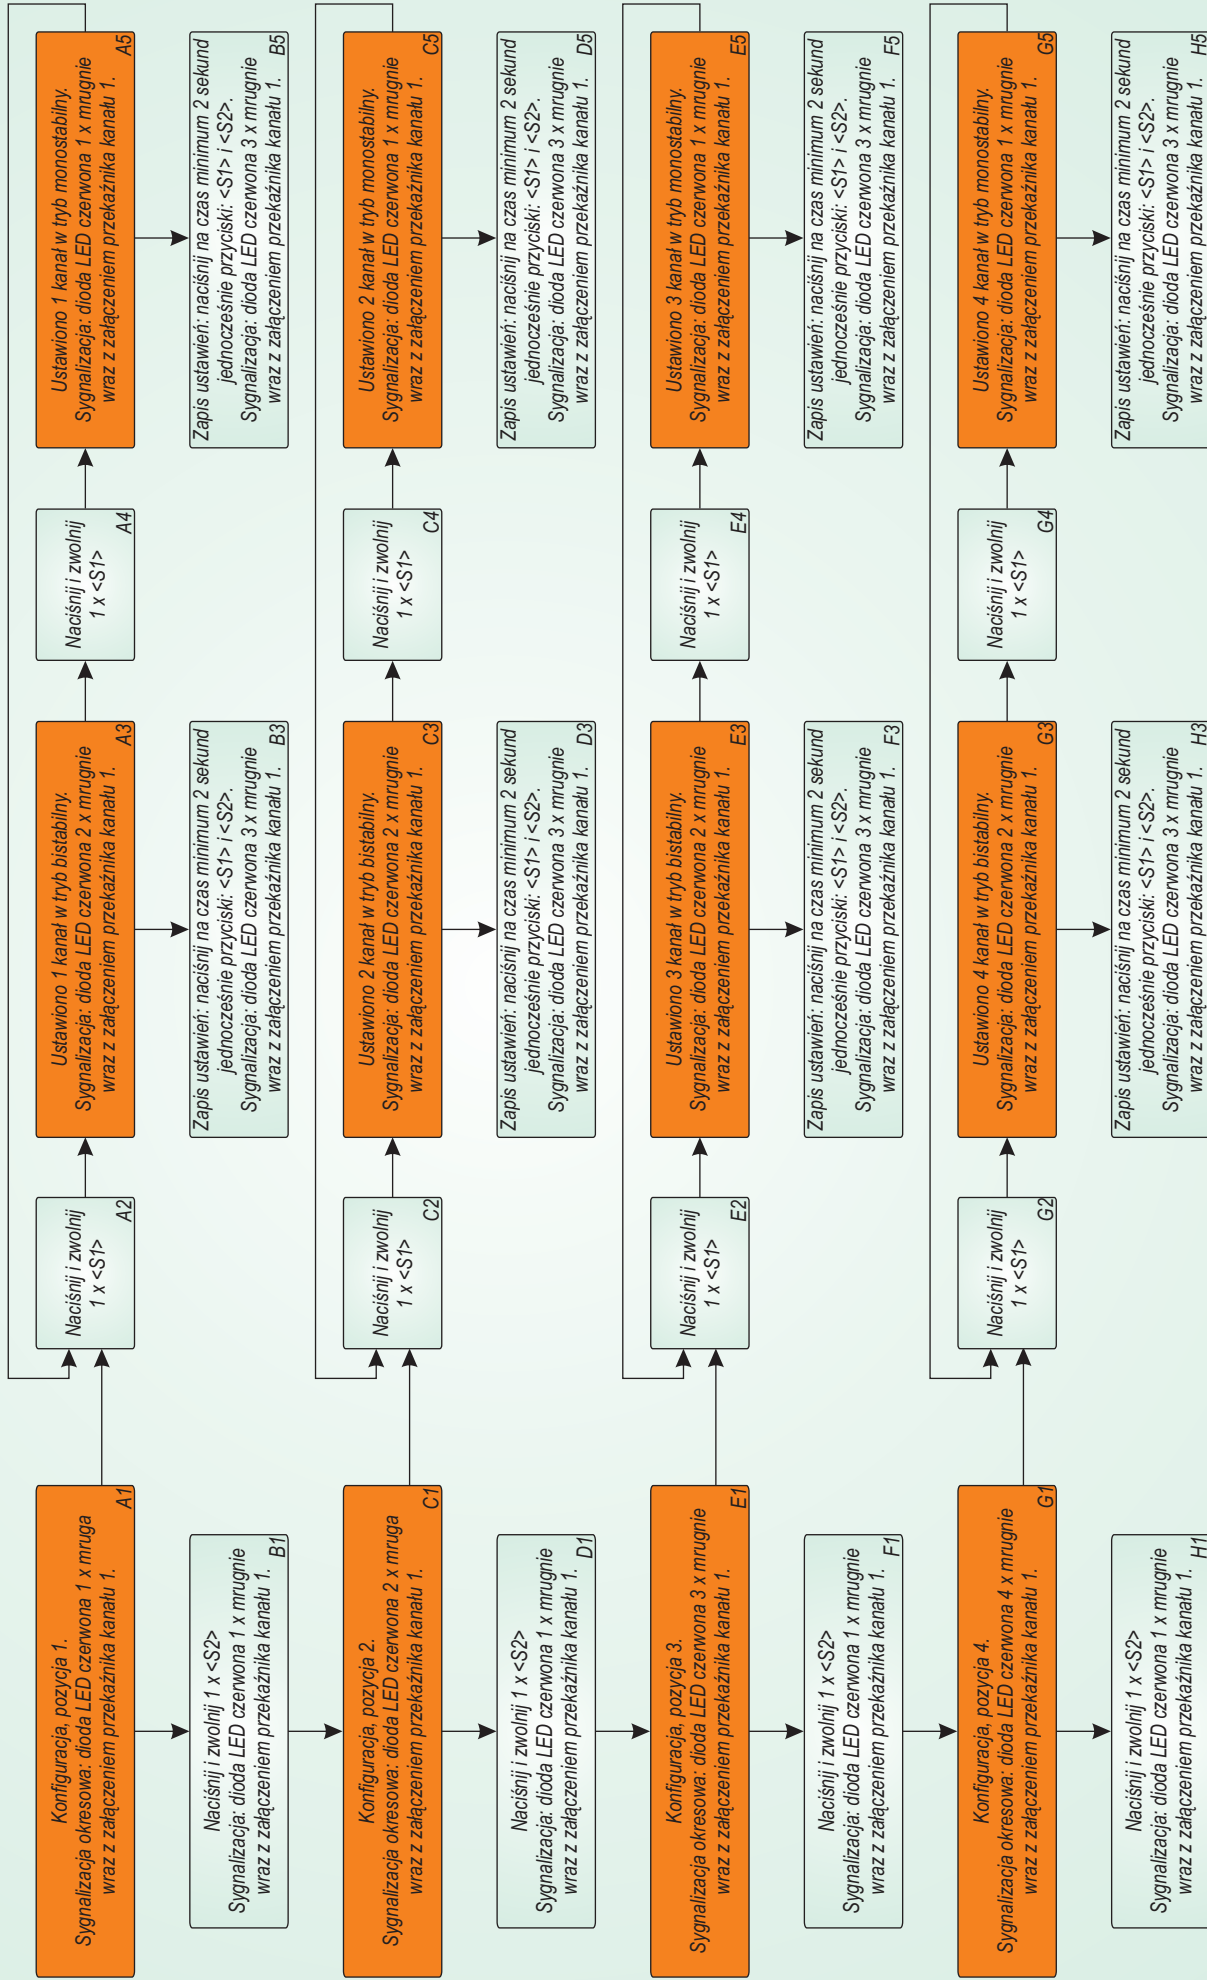 Konfiguracja, pozycja 1.
Sygnalizacja okresowa: dioda LED czerwona 1 x mruga
wraz z załączeniem przekaźnika kanału 1.
A1
Naciśnij i zwolnij
1 x <S1>
A2
Ustawiono 1 kanał w tryb bistabilny.
Sygnalizacja: dioda LED czerwona 2 x mrugnie
wraz z załączeniem przekaźnika kanału 1.
A3
Naciśnij i zwolnij
1 x <S1>
A4
Ustawiono 1 kanał w tryb monostabilny.
Sygnalizacja: dioda LED czerwona 1 x mrugnie
wraz z załączeniem przekaźnika kanału 1.
A5
Naciśnij i zwolnij 1 x <S2>
Sygnalizacja: dioda LED czerwona 1 x mrugnie
wraz z załączeniem przekaźnika kanału 1.
B1
Zapis ustawień: naciśnij na czas minimum 2 sekund
jednocześnie przyciski: <S1> i <S2>.
Sygnalizacja: dioda LED czerwona 3 x mrugnie
wraz z załączeniem przekaźnika kanału 1.
B3
Zapis ustawień: naciśnij na czas minimum 2 sekund
jednocześnie przyciski: <S1> i <S2>.
Sygnalizacja: dioda LED czerwona 3 x mrugnie
wraz z załączeniem przekaźnika kanału 1.
B5
Konfiguracja, pozycja 2.
Sygnalizacja okresowa: dioda LED czerwona 2 x mruga
wraz z załączeniem przekaźnika kanału 1.
C1
Naciśnij i zwolnij
1 x <S1>
C2
Ustawiono 2 kanał w tryb bistabilny.
Sygnalizacja: dioda LED czerwona 2 x mrugnie
wraz z załączeniem przekaźnika kanału 1.
C3
Naciśnij i zwolnij
1 x <S1>
C4
Ustawiono 2 kanał w tryb monostabilny.
Sygnalizacja: dioda LED czerwona 1 x mrugnie
wraz z załączeniem przekaźnika kanału 1.
C5
Naciśnij i zwolnij 1 x <S2>
Sygnalizacja: dioda LED czerwona 1 x mrugnie
wraz z załączeniem przekaźnika kanału 1.
D1
Zapis ustawień: naciśnij na czas minimum 2 sekund
jednocześnie przyciski: <S1> i <S2>.
Sygnalizacja: dioda LED czerwona 3 x mrugnie
wraz z załączeniem przekaźnika kanału 1.
D3
Zapis ustawień: naciśnij na czas minimum 2 sekund
jednocześnie przyciski: <S1> i <S2>.
Sygnalizacja: dioda LED czerwona 3 x mrugnie
wraz z załączeniem przekaźnika kanału 1.
D5
Konfiguracja, pozycja 3.
Sygnalizacja okresowa: dioda LED czerwona 3 x mrugnie
wraz z załączeniem przekaźnika kanału 1.
E1
Naciśnij i zwolnij
1 x <S1>
E2
Ustawiono 3 kanał w tryb bistabilny.
Sygnalizacja: dioda LED czerwona 2 x mrugnie
wraz z załączeniem przekaźnika kanału 1.
E3
Naciśnij i zwolnij
1 x <S1>
E4
Ustawiono 3 kanał w tryb monostabilny.
Sygnalizacja: dioda LED czerwona 1 x mrugnie
wraz z załączeniem przekaźnika kanału 1.
E5
Naciśnij i zwolnij 1 x <S2>
Sygnalizacja: dioda LED czerwona 1 x mrugnie
wraz z załączeniem przekaźnika kanału 1.
F1
Zapis ustawień: naciśnij na czas minimum 2 sekund
jednocześnie przyciski: <S1> i <S2>.
Sygnalizacja: dioda LED czerwona 3 x mrugnie
wraz z załączeniem przekaźnika kanału 1.
F3
Zapis ustawień: naciśnij na czas minimum 2 sekund
jednocześnie przyciski: <S1> i <S2>.
Sygnalizacja: dioda LED czerwona 3 x mrugnie
wraz z załączeniem przekaźnika kanału 1.
F5
Konfiguracja, pozycja 4.
Sygnalizacja okresowa: dioda LED czerwona 4 x mrugnie
wraz z załączeniem przekaźnika kanału 1.
G1
Naciśnij i zwolnij
1 x <S1>
G2
Ustawiono 4 kanał w tryb bistabilny.
Sygnalizacja: dioda LED czerwona 2 x mrugnie
wraz z załączeniem przekaźnika kanału 1.
G3
Naciśnij i zwolnij
1 x <S1>
G4
Ustawiono 4 kanał w tryb monostabilny.
Sygnalizacja: dioda LED czerwona 1 x mrugnie
wraz z załączeniem przekaźnika kanału 1.
G5
Naciśnij i zwolnij 1 x <S2>
Sygnalizacja: dioda LED czerwona 1 x mrugnie
wraz z załączeniem przekaźnika kanału 1.
H1
Zapis ustawień: naciśnij na czas minimum 2 sekund
jednocześnie przyciski: <S1> i <S2>.
Sygnalizacja: dioda LED czerwona 3 x mrugnie
wraz z załączeniem przekaźnika kanału 1.
H3
Zapis ustawień: naciśnij na czas minimum 2 sekund
jednocześnie przyciski: <S1> i <S2>.
Sygnalizacja: dioda LED czerwona 3 x mrugnie
wraz z załączeniem przekaźnika kanału 1.
H5